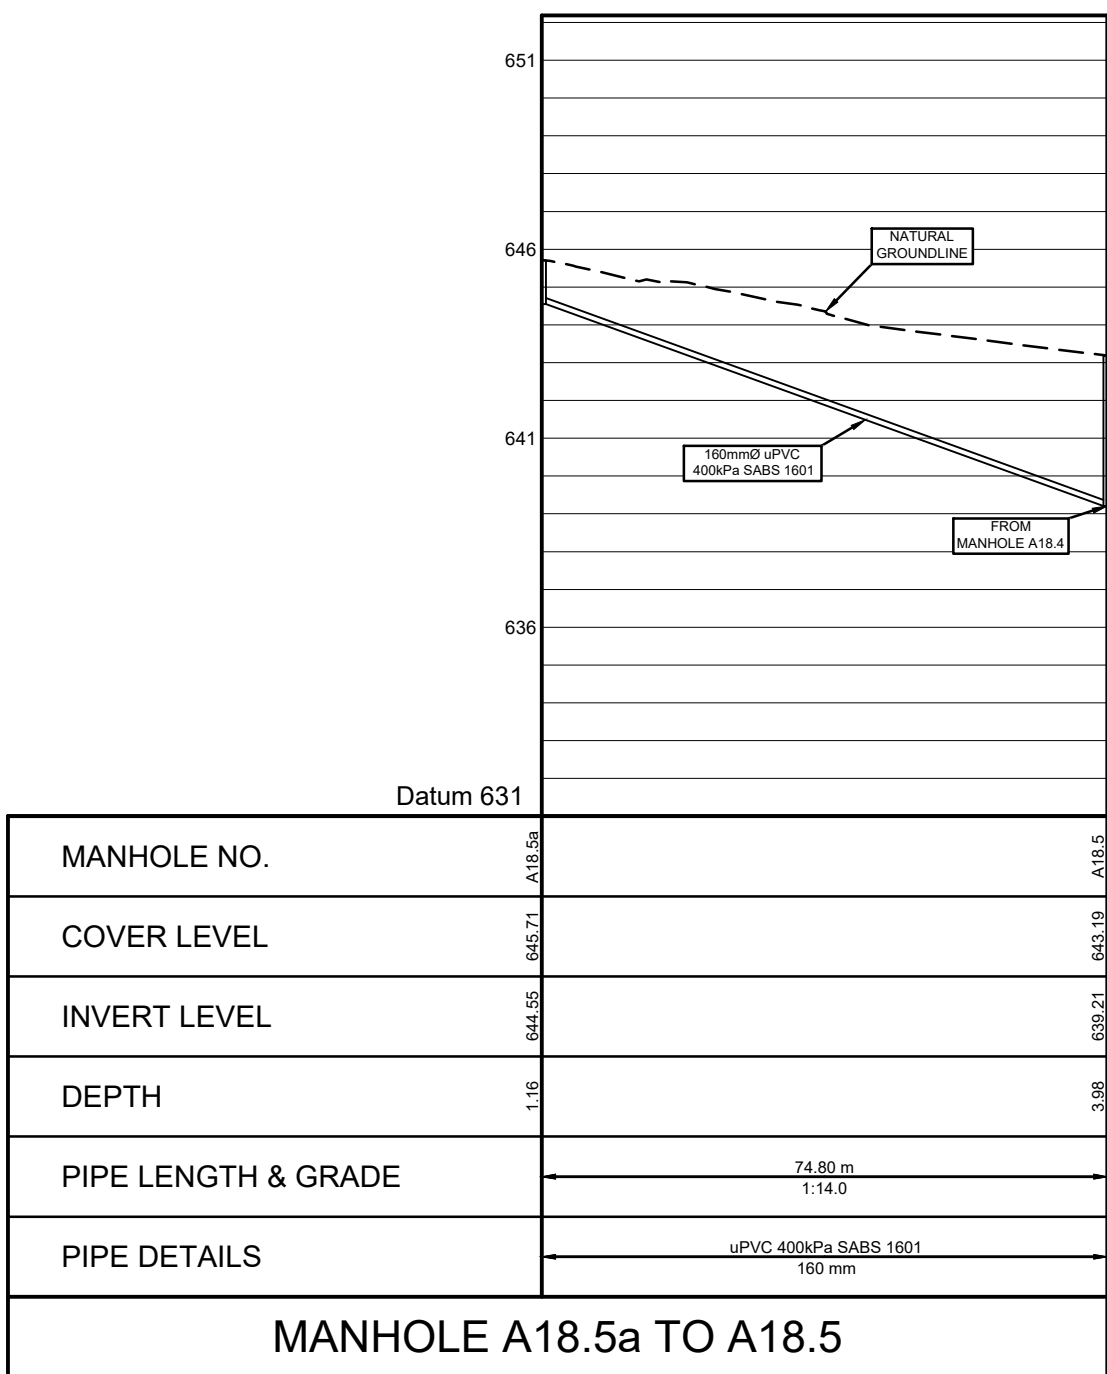 651
646
NATURAL
GROUNDLINE
641
160mmØ uPVC
400kPa SABS 1601
FROM
MANHOLE A18.4
636
Datum 631
MANHOLE NO.
A18.5a
A18.5
COVER LEVEL
645.71
643.19
INVERT LEVEL
644.55
639.21
DEPTH
1.16
3.98
PIPE LENGTH & GRADE
74.80 m
1:14.0
PIPE DETAILS
uPVC 400kPa SABS 1601
160 mm
MANHOLE A18.5a TO A18.5